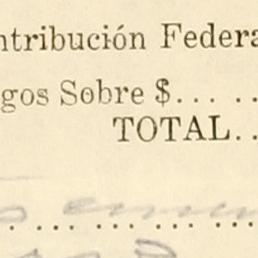 ntribución Federa
gos Sobre $... ..
TOTAL..